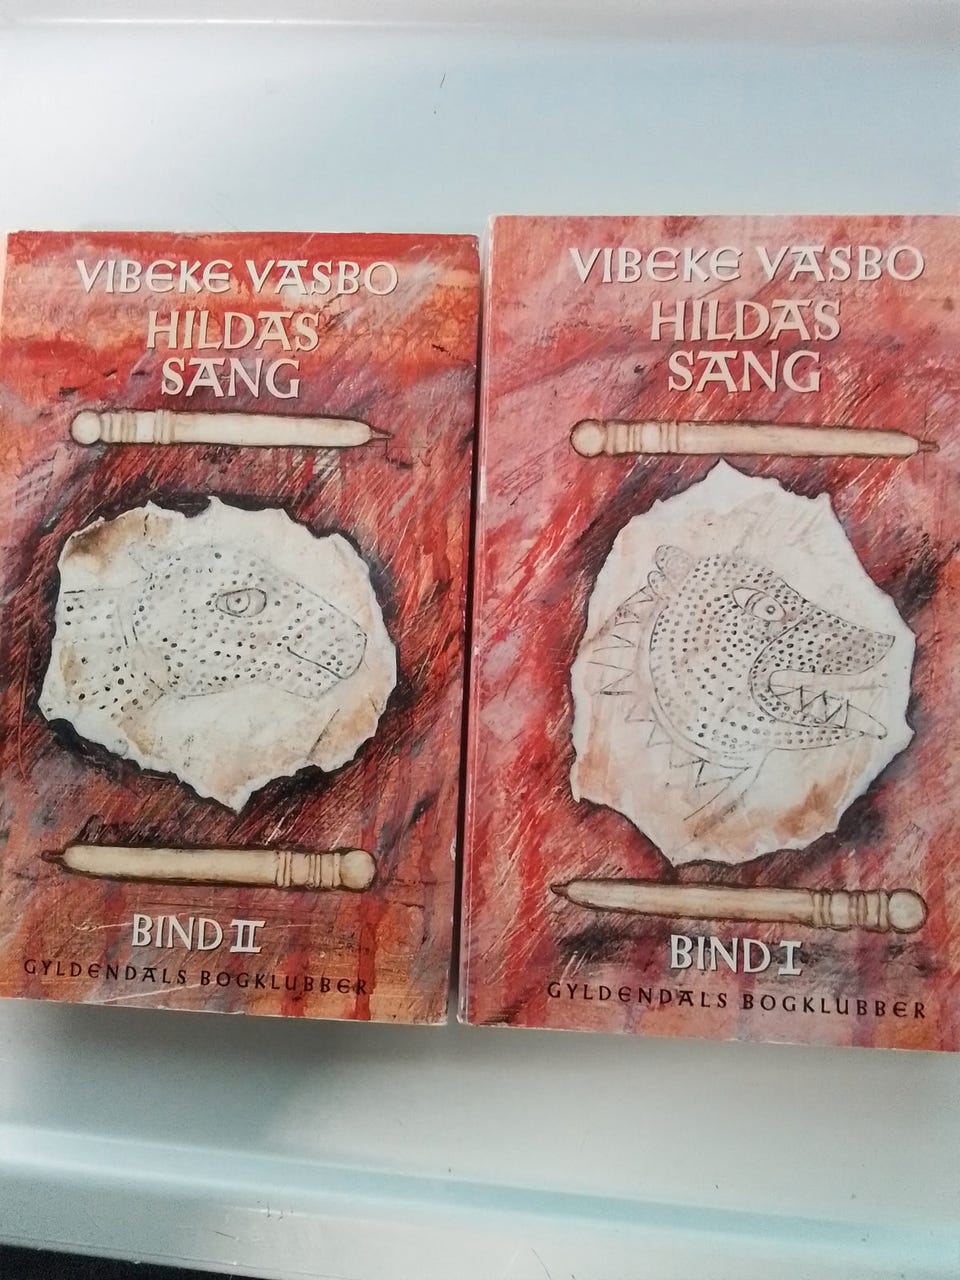 VIBEKE VASBO
HILDAS
SANG
BIND II
GYLDENDALS BOGKLUBBER
VIBEKE VASBO
HILDAS
SANG
BIND I
GYLDENDALS BOGKLUBBER